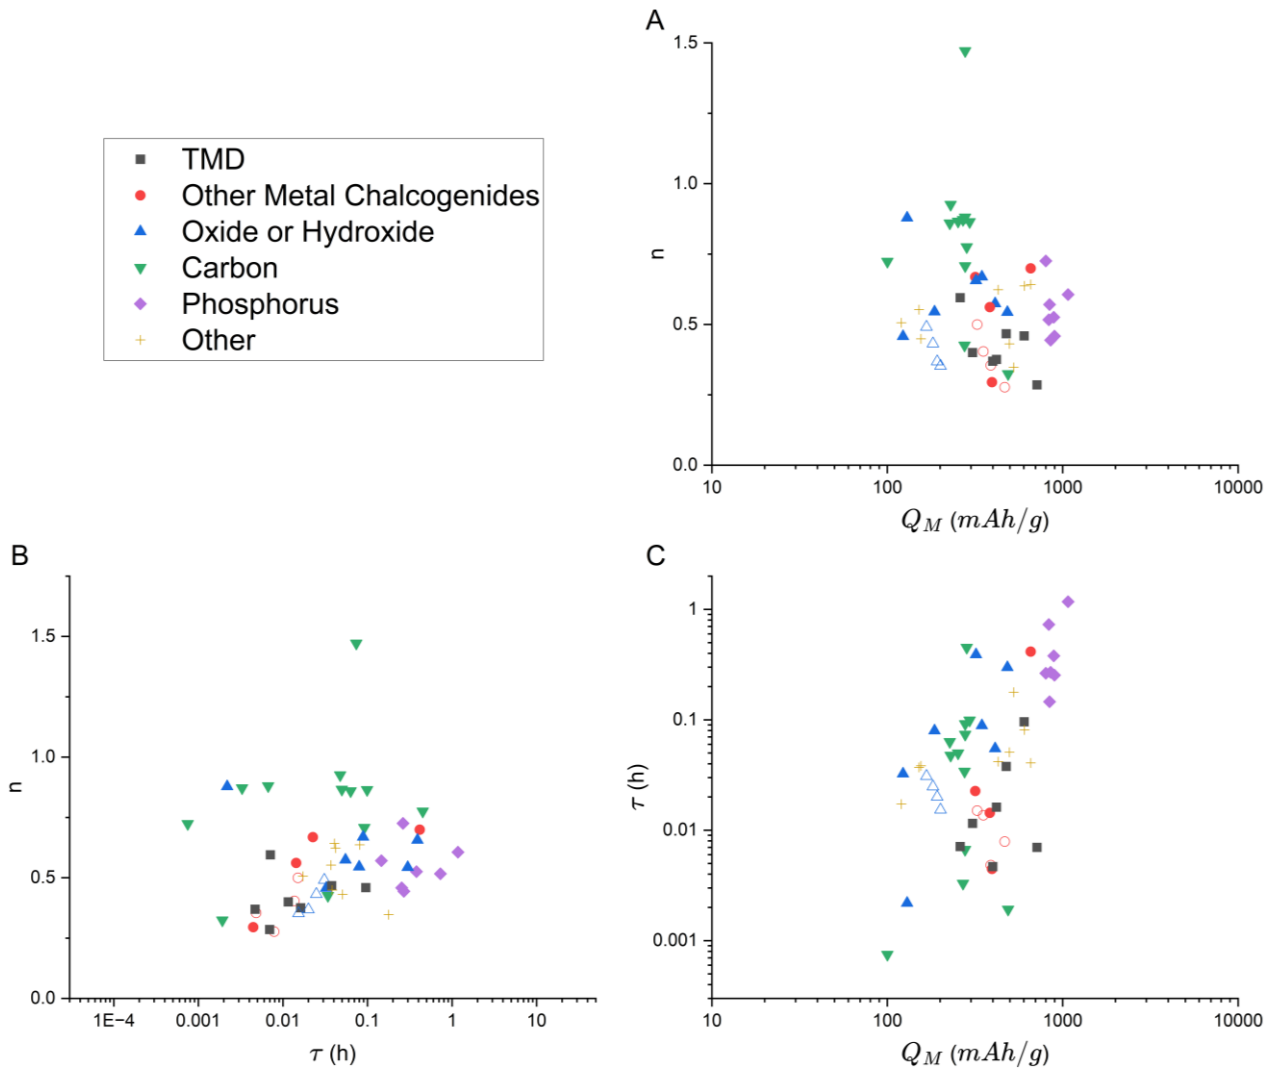 A
1.5
1.0
n
0.5
0.0
10
100
1000
10000
Q_M (mAh/g)
TMD
Other Metal Chalcogenides
Oxide or Hydroxide
Carbon
Phosphorus
Other
B
1.5
1.0
n
0.5
0.0
1E−4
0.001
0.01
0.1
1
10
τ (h)
C
1
0.1
τ (h)
0.01
0.001
10
100
1000
10000
Q_M (mAh/g)